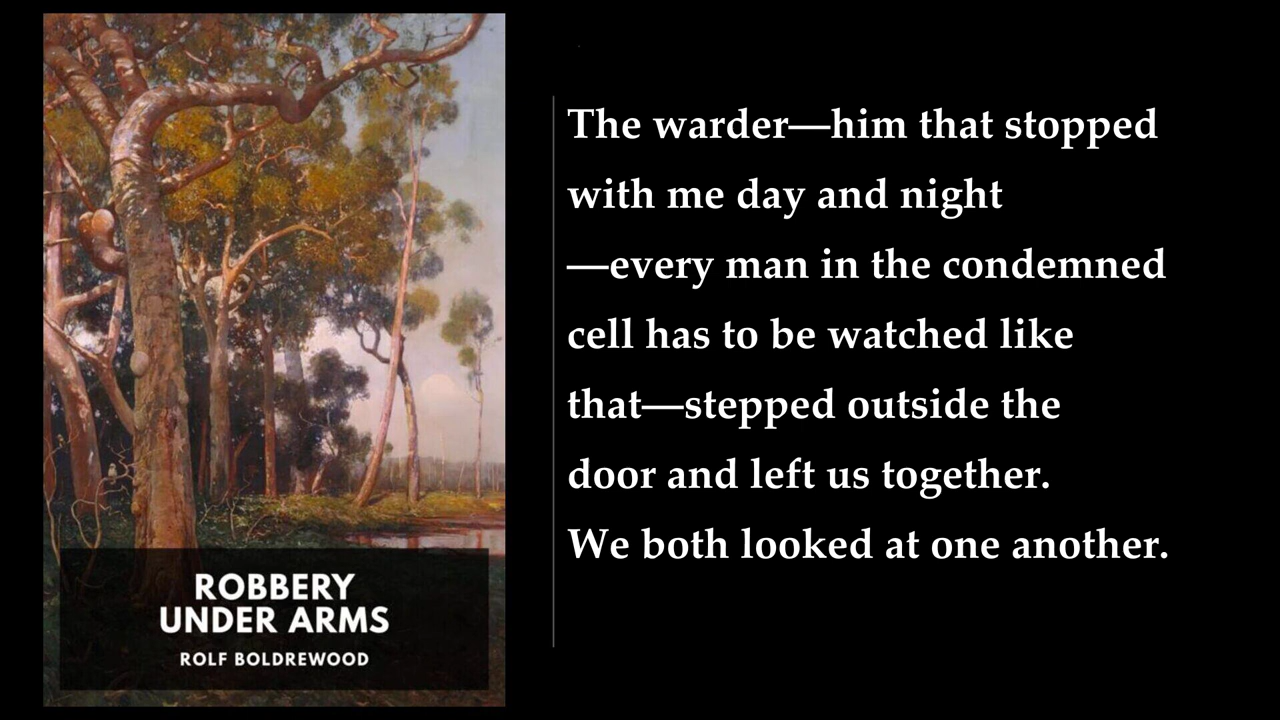 ROBBERY
UNDER ARMS
ROLF BOLDREWOOD
The warder—him that stopped
with me day and night
—every man in the condemned
cell has to be watched like
that—stepped outside the
door and left us together.
We both looked at one another.